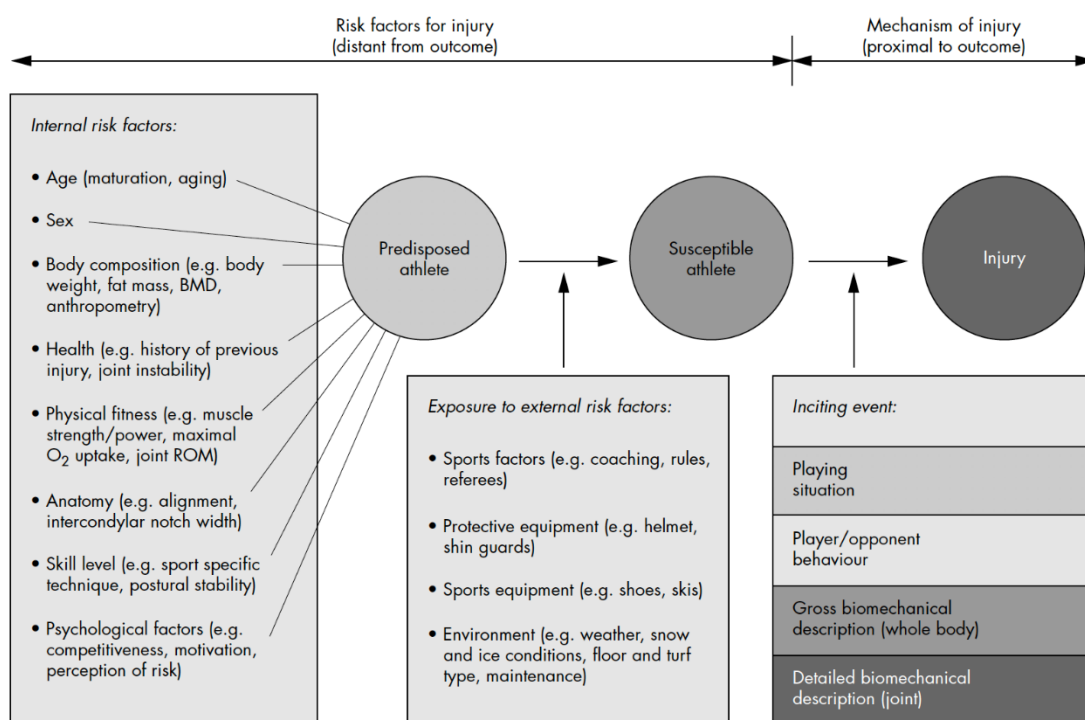 Risk factors for injury
(distant from outcome)
Mechanism of injury
(proximal to outcome)
Internal risk factors:
• Age (maturation, aging)
• Sex
• Body composition (e.g. body
weight, fat mass, BMD,
anthropometry)
• Health (e.g. history of previous
injury, joint instability)
• Physical fitness (e.g. muscle
strength/power, maximal
O₂ uptake, joint ROM)
• Anatomy (e.g. alignment,
intercondylar notch width)
• Skill level (e.g. sport specific
technique, postural stability)
• Psychological factors (e.g.
competitiveness, motivation,
perception of risk)
Predisposed
athlete
Susceptible
athlete
Injury
Exposure to external risk factors:
• Sports factors (e.g. coaching, rules,
referees)
• Protective equipment (e.g. helmet,
shin guards)
• Sports equipment (e.g. shoes, skis)
• Environment (e.g. weather, snow
and ice conditions, floor and turf
type, maintenance)
Inciting event:
Playing
situation
Player/opponent
behaviour
Gross biomechanical
description (whole body)
Detailed biomechanical
description (joint)